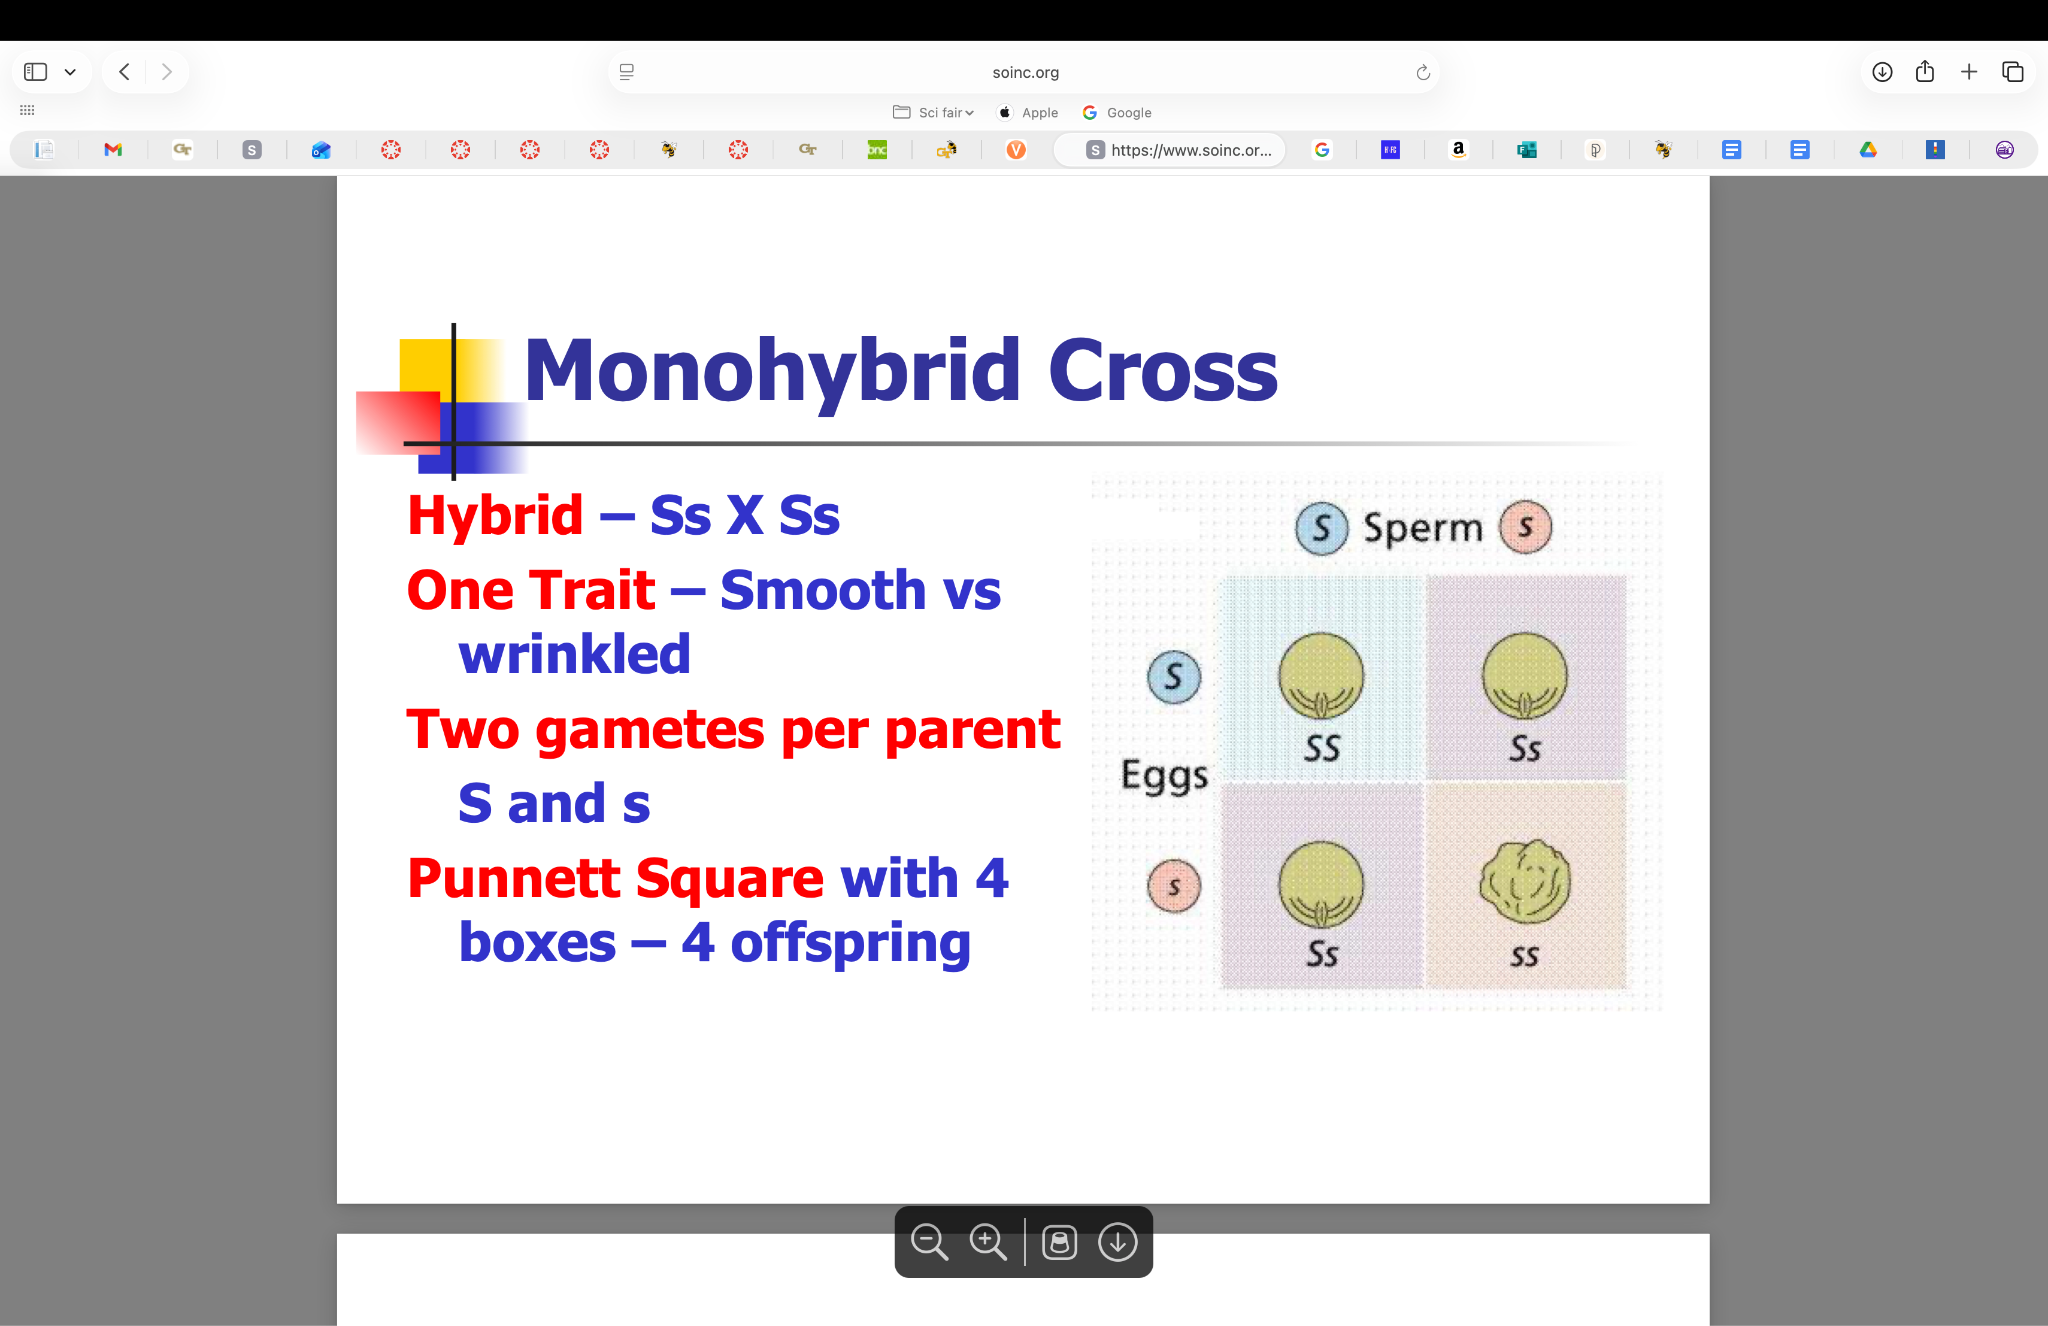 soinc.org
Sci fair
Apple
Google
S
https://www.soinc.or...
Monohybrid Cross
Hybrid – Ss X Ss
One Trait – Smooth vs
wrinkled
Two gametes per parent
S and s
Punnett Square with 4
boxes – 4 offspring
S Sperm s
S
SS Ss
Eggs
s
Ss ss